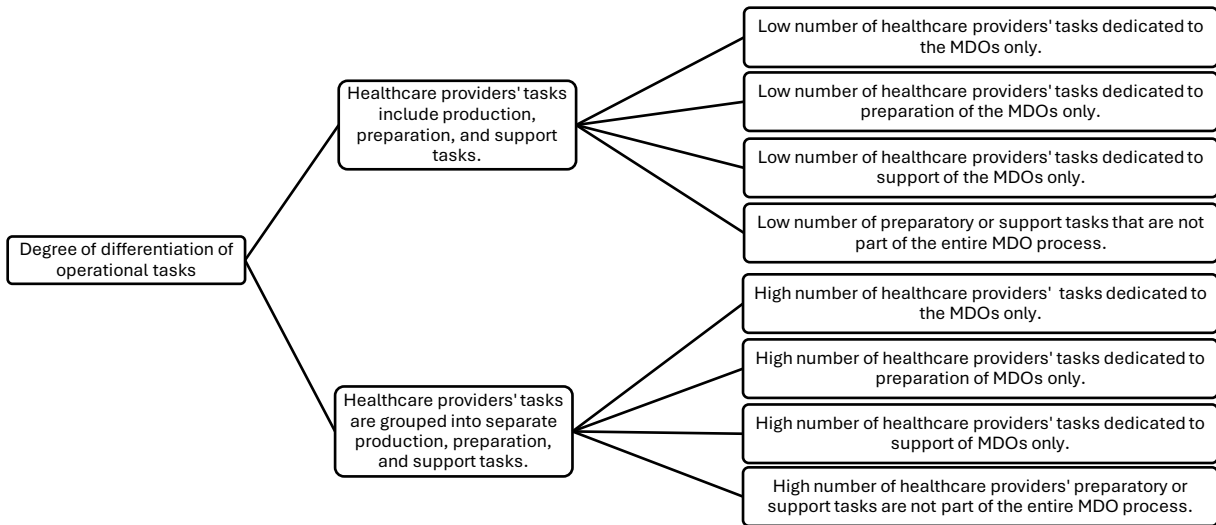 Degree of differentiation of
operational tasks
Healthcare providers' tasks
include production,
preparation, and support
tasks.
Low number of healthcare providers' tasks dedicated to
the MDOs only.
Low number of healthcare providers' tasks dedicated to
preparation of the MDOs only.
Low number of healthcare providers' tasks dedicated to
support of the MDOs only.
Low number of preparatory or support tasks that are not
part of the entire MDO process.
Healthcare providers' tasks
are grouped into separate
production, preparation,
and support tasks.
High number of healthcare providers'  tasks dedicated to
the MDOs only.
High number of healthcare providers' tasks dedicated to
preparation of MDOs only.
High number of healthcare providers' tasks dedicated to
support of MDOs only.
High number of healthcare providers' preparatory or
support tasks are not part of the entire MDO process.